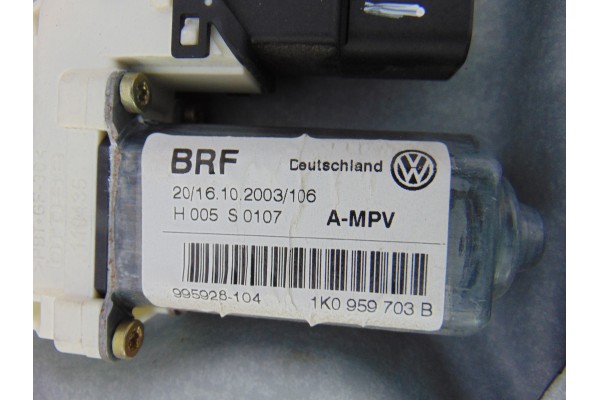 BRF Deutschland
20/16.10.2003/106
H 005 S 0107 A-MPV
995928-104 1K0 959 703 B